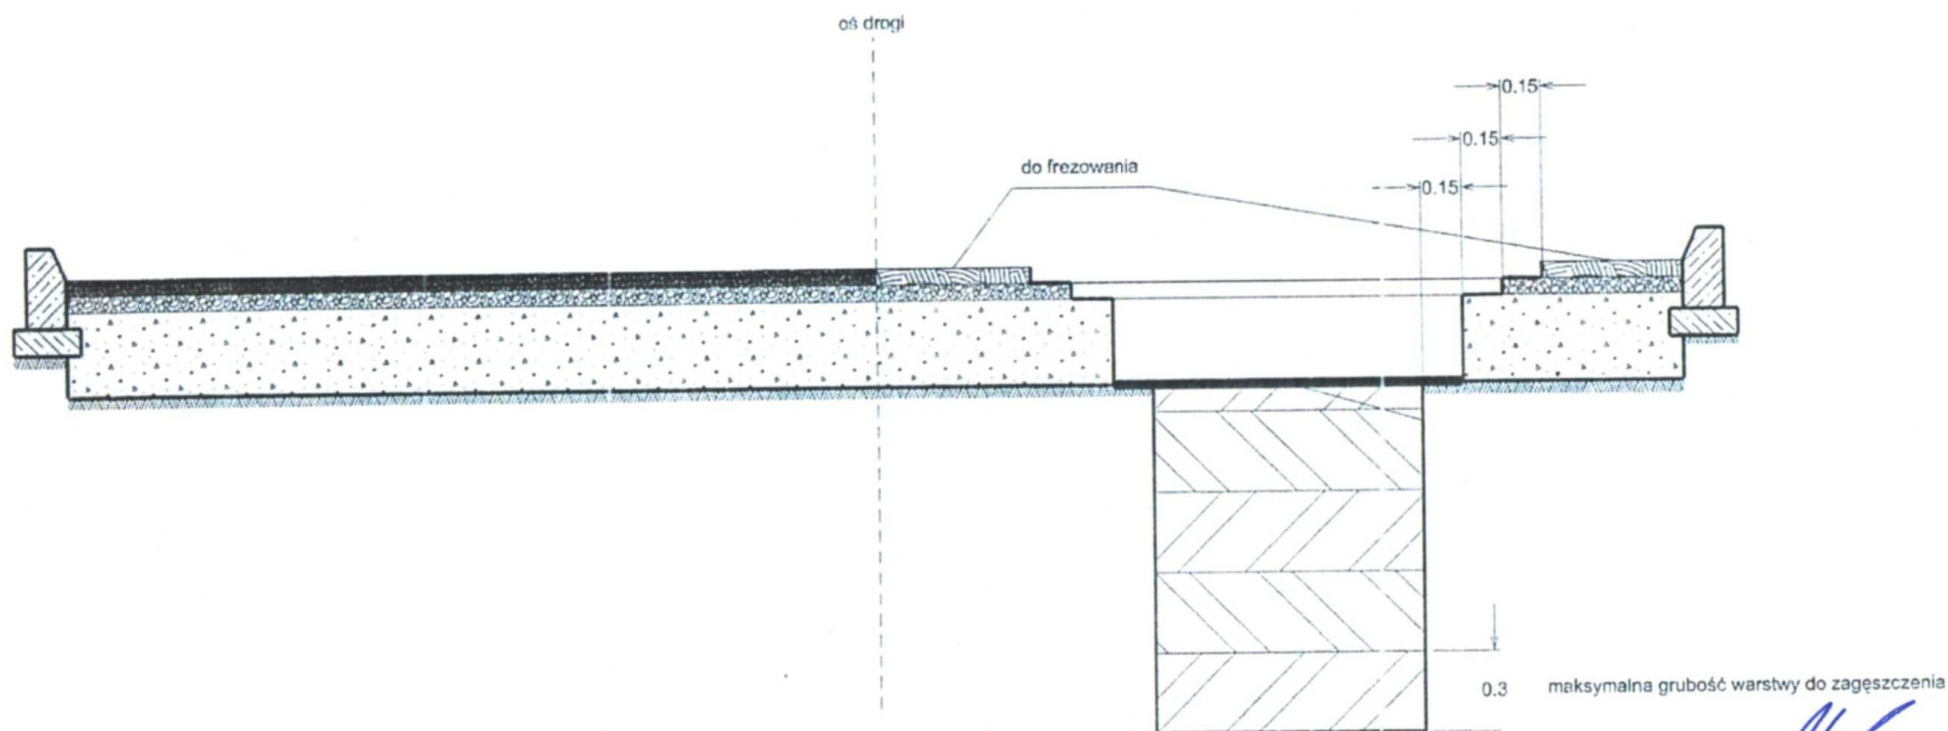 oś drogi
0.15
0.15
do frezowania
0.15
0.3 maksymalna grubość warstwy do zagęszczenia